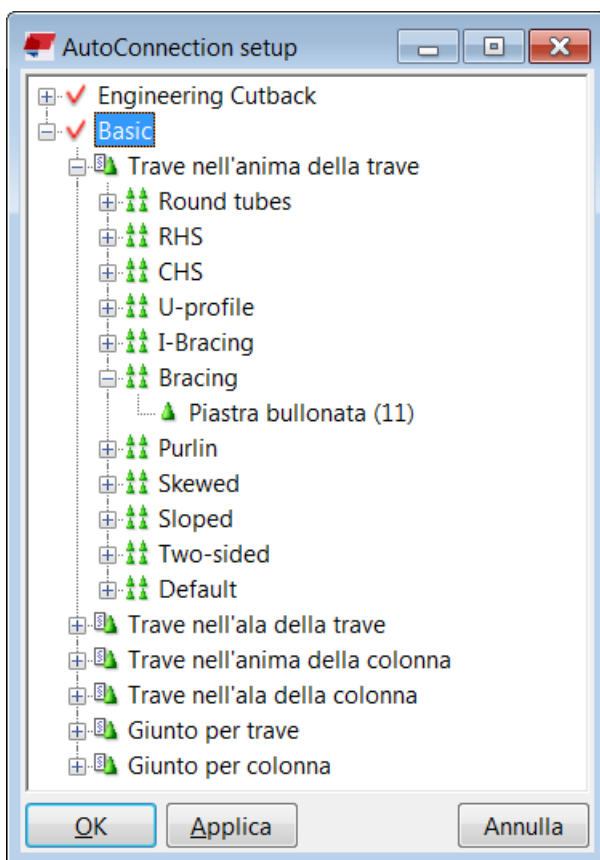 AutoConnection setup
Engineering Cutback
Basic
Trave nell'anima della trave
Round tubes
RHS
CHS
U-profile
I-Bracing
Bracing
Piastra bullonata (11)
Purlin
Skewed
Sloped
Two-sided
Default
Trave nell'ala della trave
Trave nell'anima della colonna
Trave nell'ala della colonna
Giunto per trave
Giunto per colonna
OK Applica Annulla